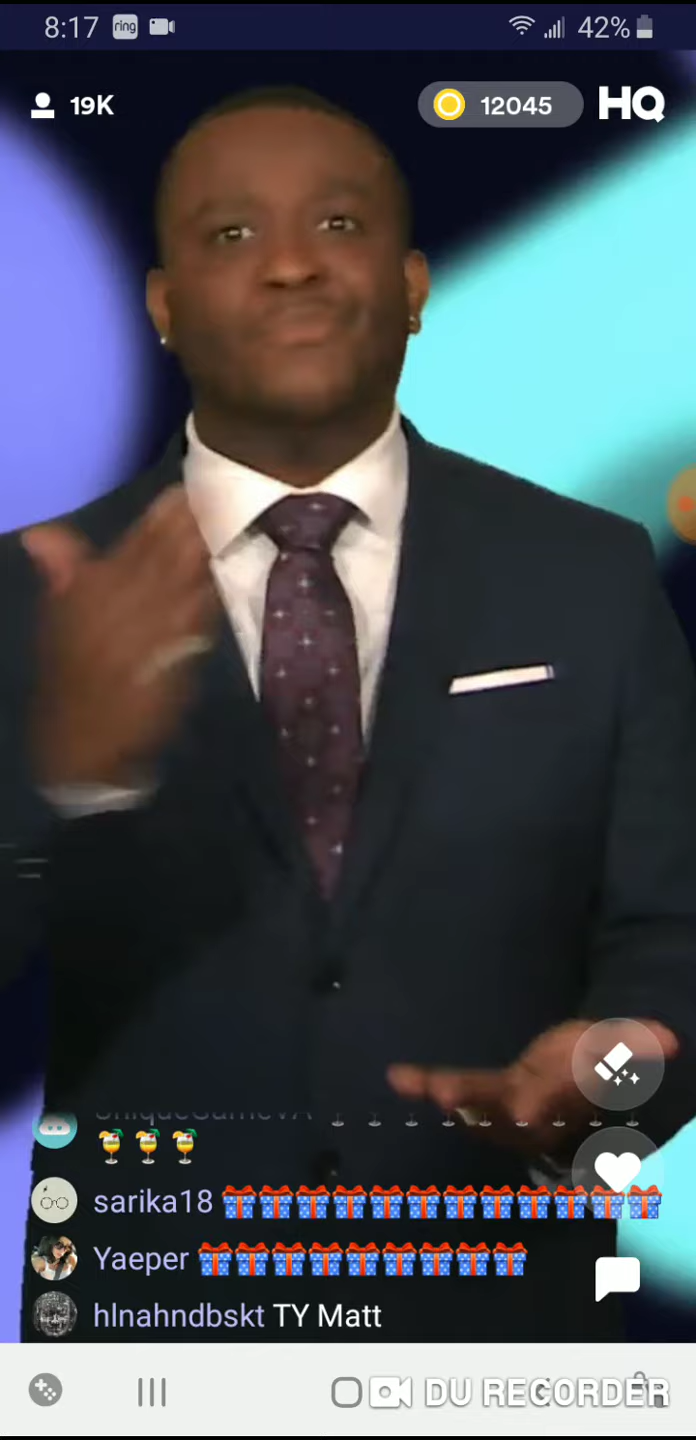 8:17 ring 42%
19K 12045 HQ
sarika18
Yaeper
hlnahndbskt TY Matt
DU RECORDER